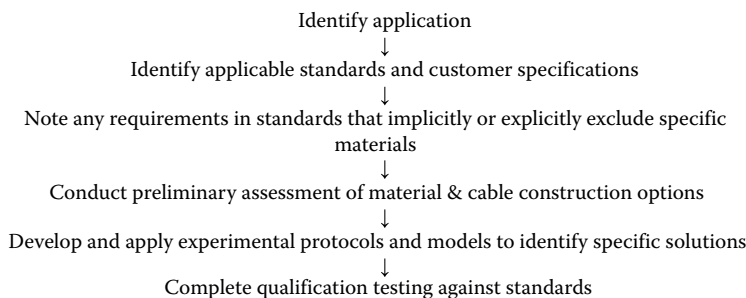 Identify application
↓
Identify applicable standards and customer specifications
↓
Note any requirements in standards that implicitly or explicitly exclude specific
materials
↓
Conduct preliminary assessment of material & cable construction options
↓
Develop and apply experimental protocols and models to identify specific solutions
↓
Complete qualification testing against standards